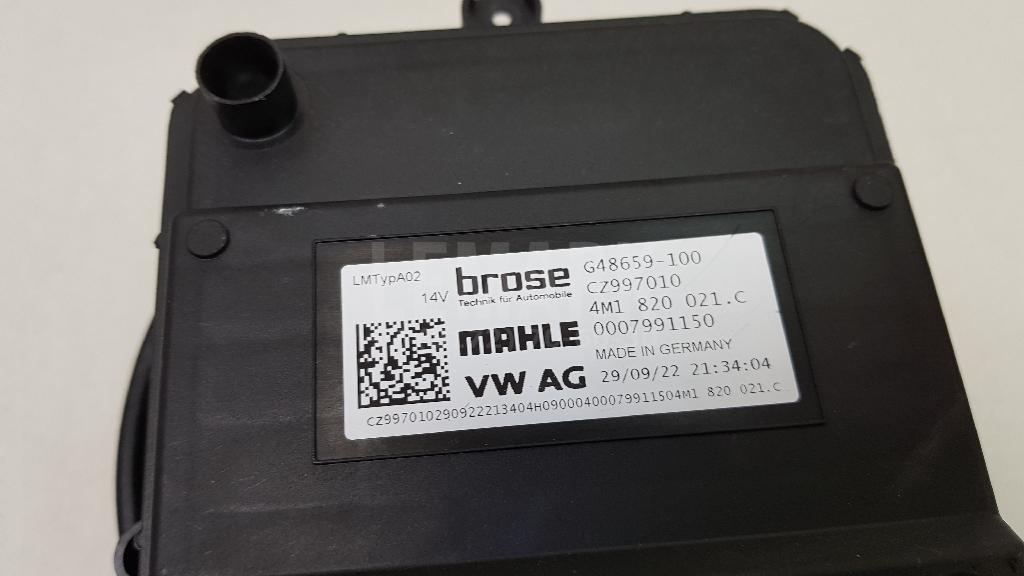 LMTypA02
14V
brose
Technik für Automobile
MAHLE
VW AG
G48659-100
CZ997010
4M1 820 021.C
0007991150
MADE IN GERMANY
29/09/22 21:34:04
CZ99701029092221340​4H09000400079911504M1 820 021.C